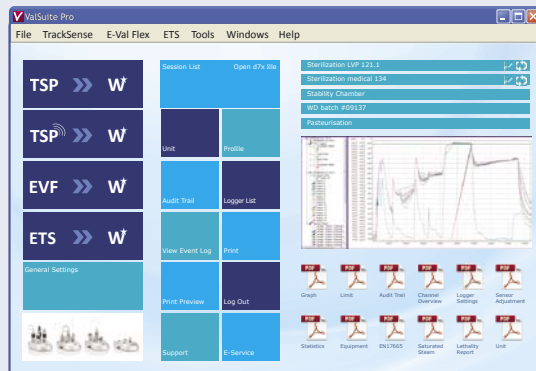 ValSuite Pro
File TrackSense E-Val Flex ETS Tools Windows Help
TSP W
TSP W
EVF W
ETS W
General Settings
Session List Open d7x file
Unit Profile
Audit Trail Logger List
View Event Log Print
Print Preview Log Out
Support E-Service
Sterilization LVP 121.1
Sterilization medical 134
Stability Chamber
WD batch #09137
Pasteurisation
PDF PDF PDF PDF PDF PDF
Graph Limit Audit Trail Channel Overview Logger Settings Sensor Adjustment
PDF PDF PDF PDF PDF PDF
Statistics Equipment EN17665 Saturated Steam Lethality Report Unit